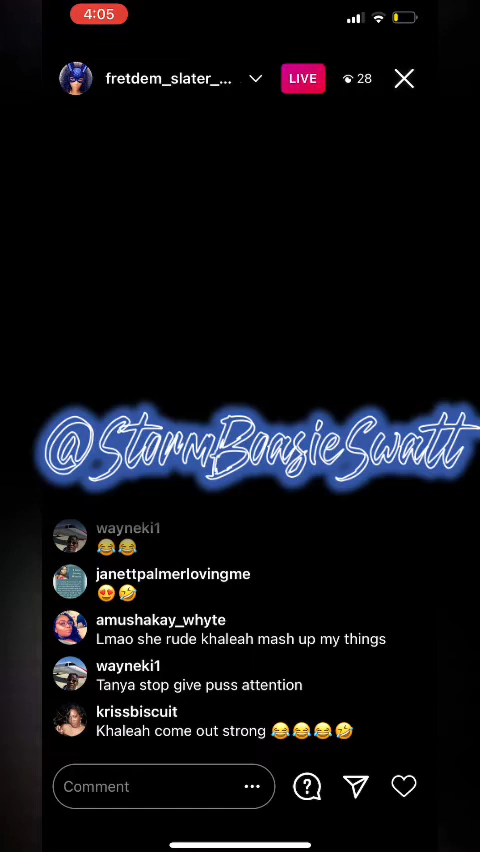 4:05
fretdem_slater_...
LIVE
28
@StormBoasieSwatt
wayneki1
😂😂
janettpalmerlovingme
😍🤣
amushakay_whyte
Lmao she rude khaleah mash up my things
wayneki1
Tanya stop give puss attention
krissbiscuit
Khaleah come out strong 😂😂😂🤣
Comment